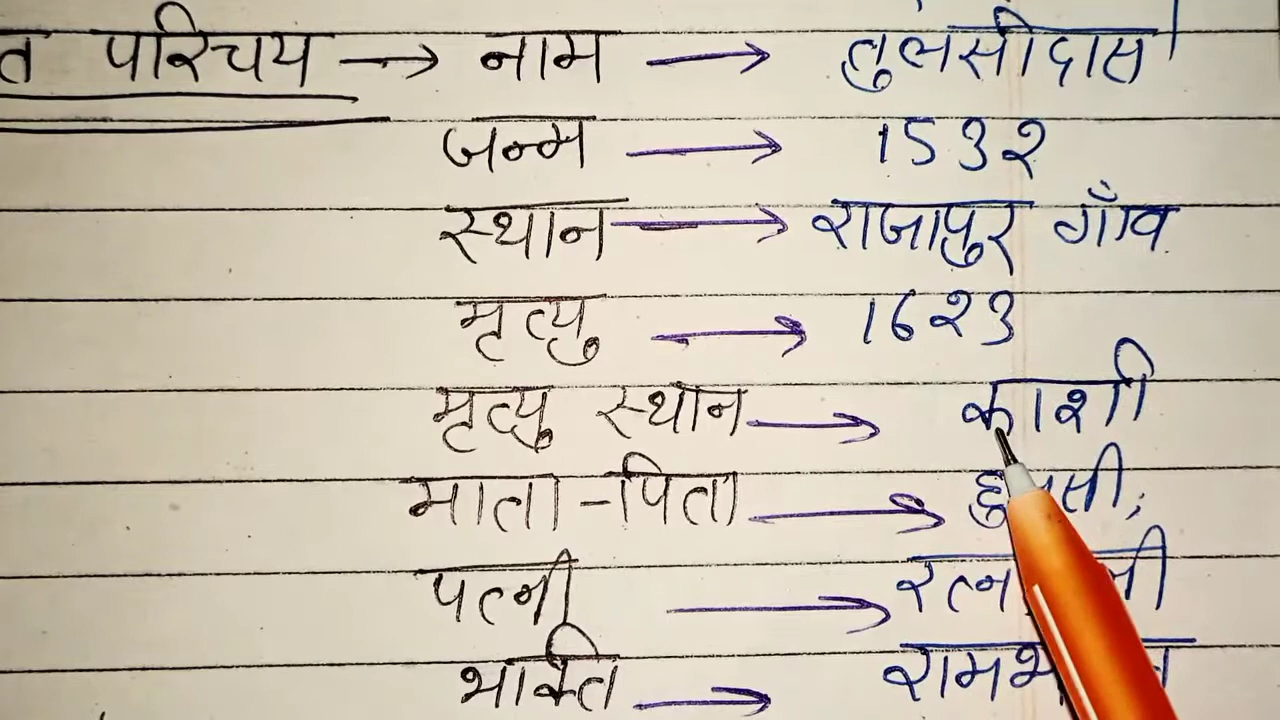 परिचय → नाम → तुलसीदास
जन्म → 1532
स्थान → राजापुर गाँव
मृत्यु → 1623
मृत्यु स्थान → काशी
माता-पिता →
पत्नी →
भक्ति →